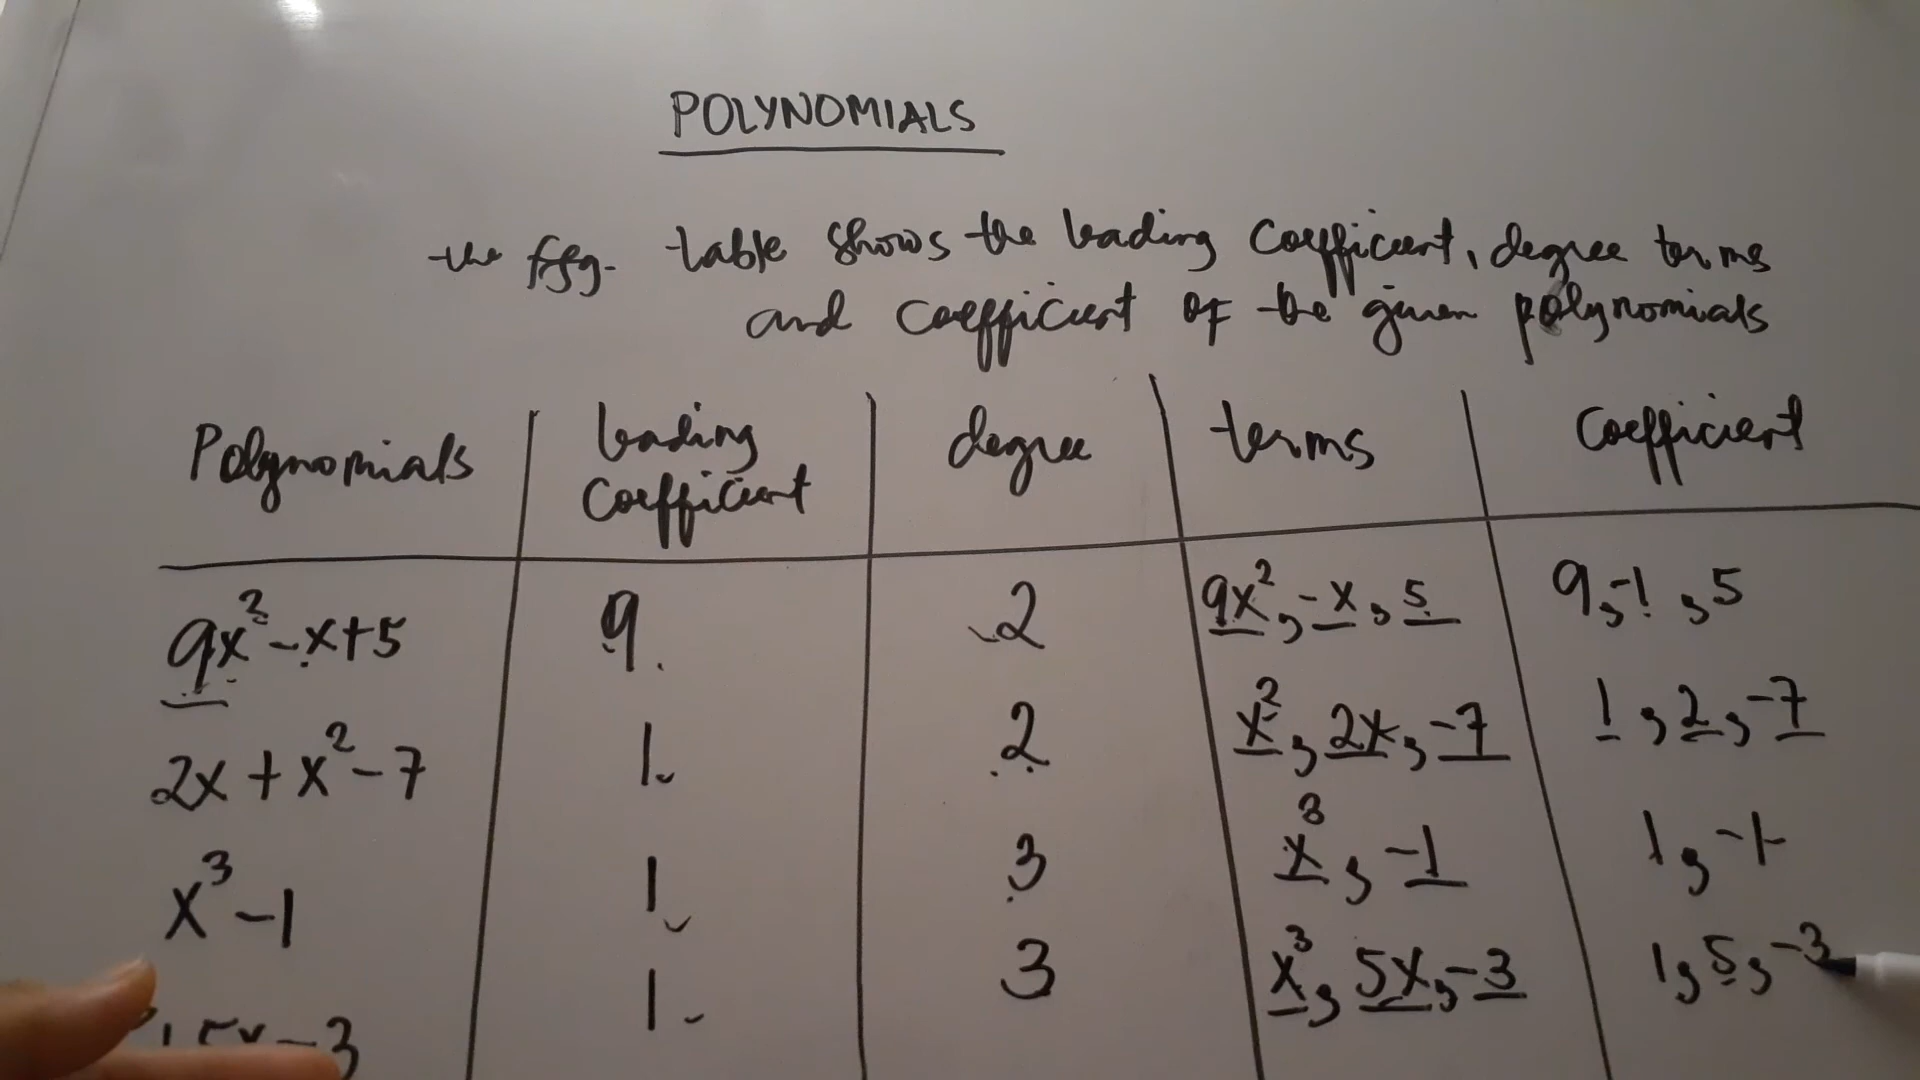 POLYNOMIALS
the ffg. table shows the leading coefficient, degree terms
and coefficient of the given polynomials
Polynomials leading coefficient degree terms coefficient
9x² - x + 5 9 2 9x², -x, 5 9, -1, 5
2x + x² - 7 1 2 x², 2x, -7 1, 2, -7
x³ - 1 1 3 x³, -1 1, -1
5x - 3 1 3 x³, 5x, -3 1, 5, -3